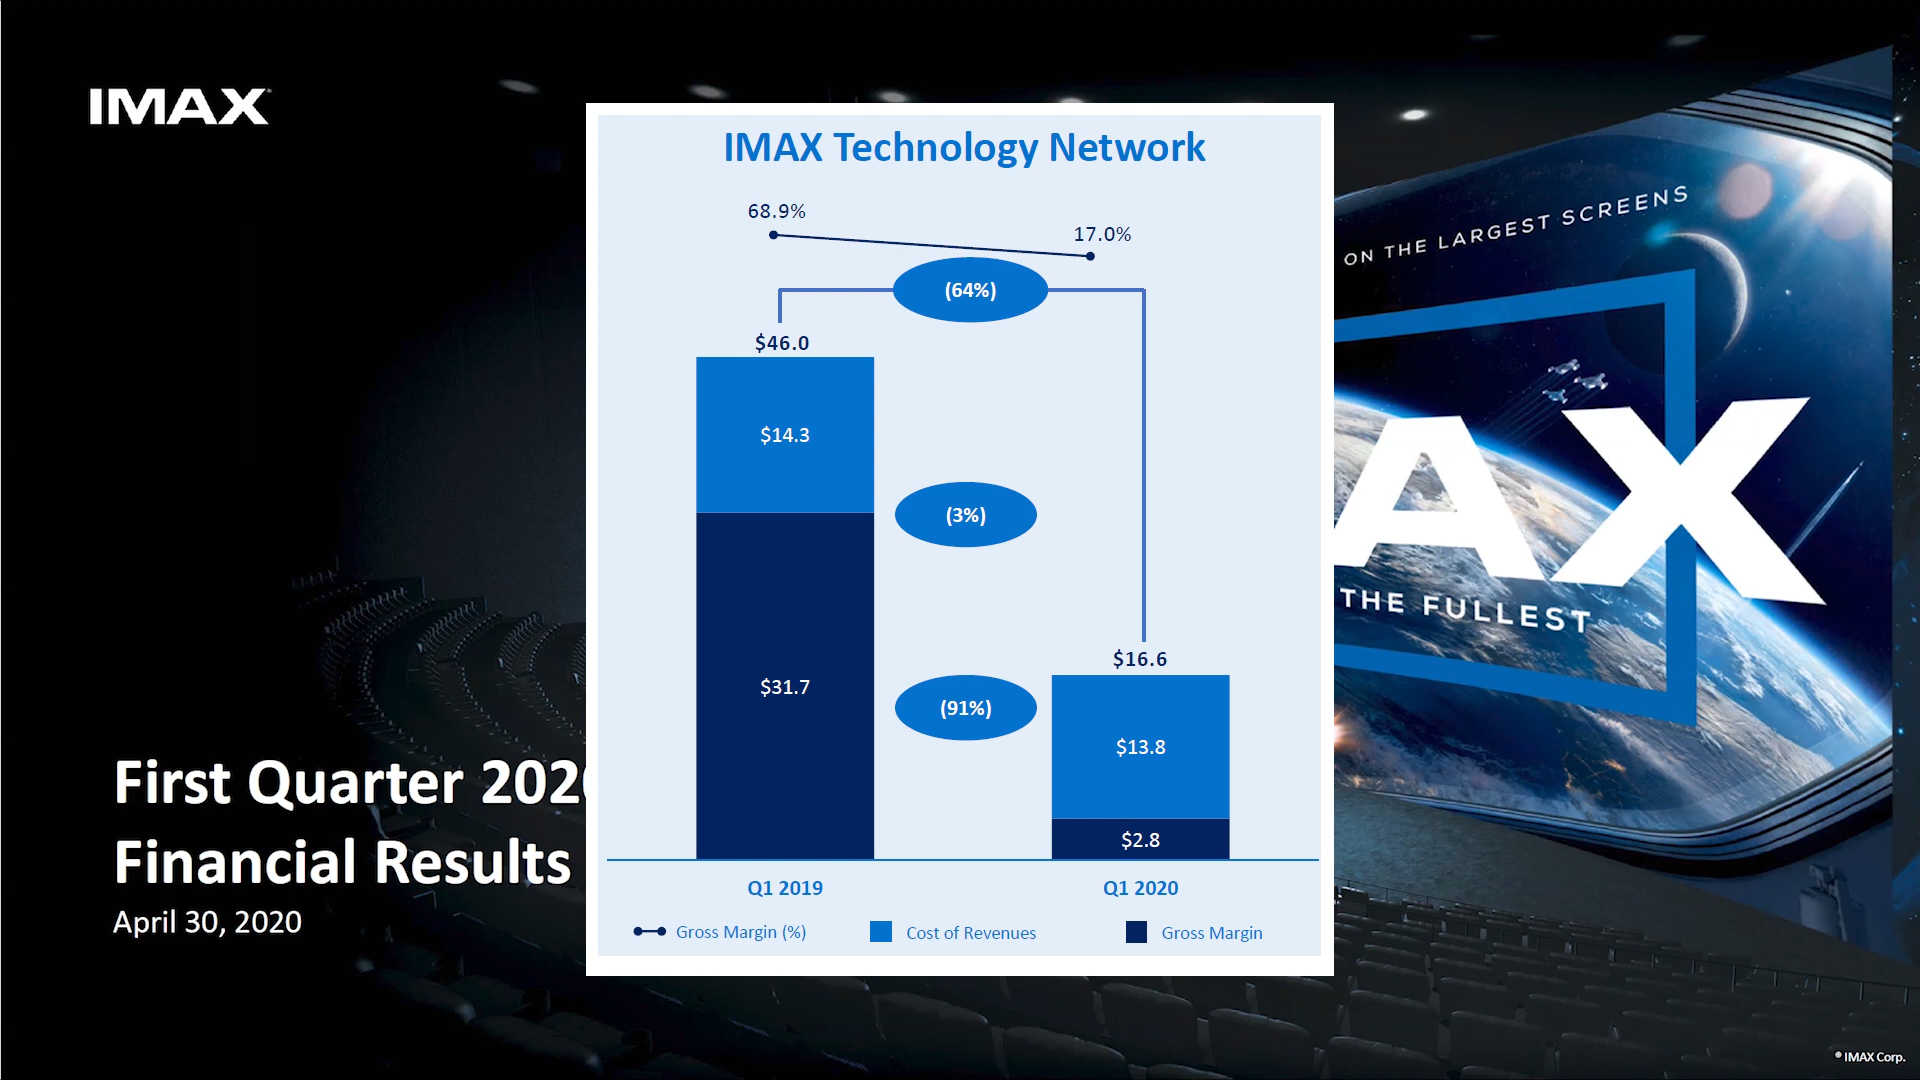 IMAX®
First Quarter 202
Financial Results
April 30, 2020
IMAX Technology Network
68.9%
17.0%
(64%)
$46.0
$14.3
(3%)
$31.7
$16.6
(91%)
$13.8
$2.8
Q1 2019 Q1 2020
Gross Margin (%) Cost of Revenues Gross Margin
ON THE LARGEST SCREENS
AX
THE FULLEST
® IMAX Corp.